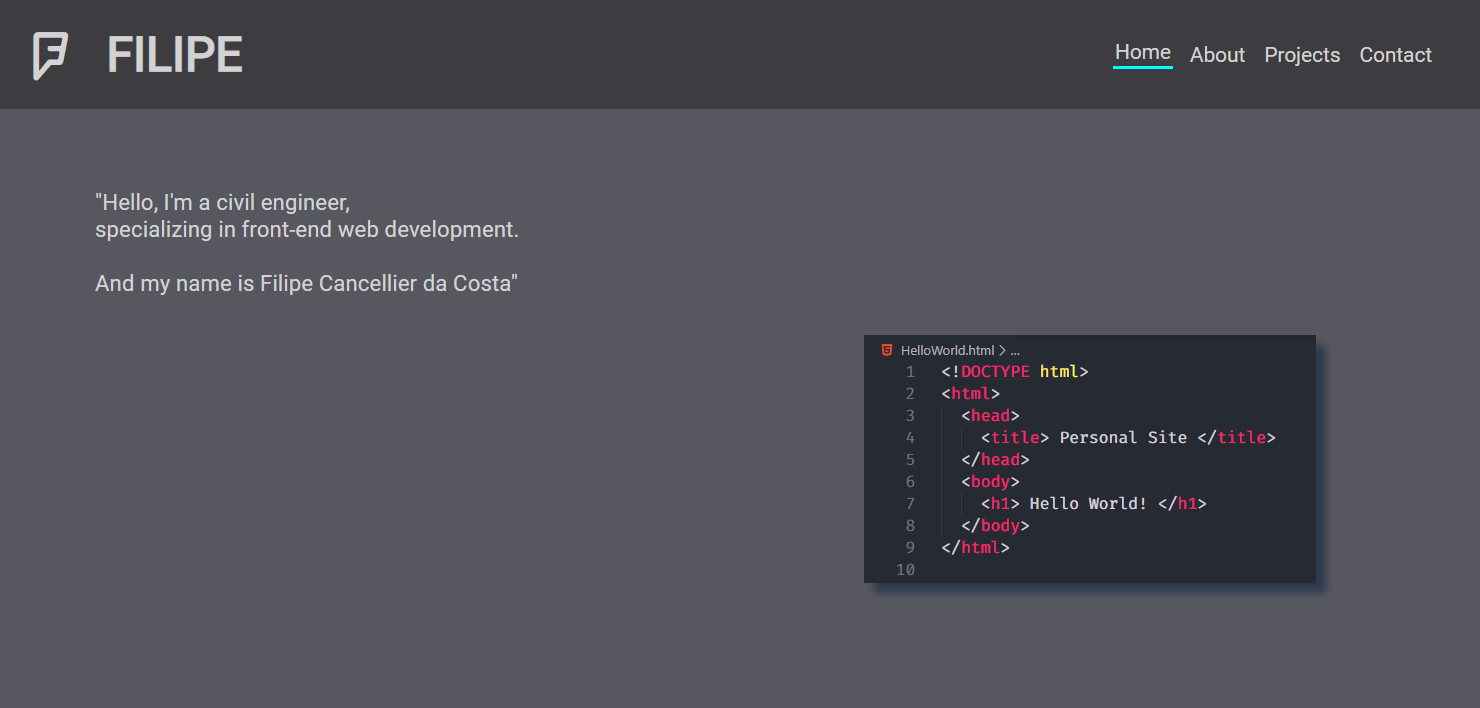 FILIPE
Home About Projects Contact
"Hello, I'm a civil engineer,
specializing in front-end web development.
And my name is Filipe Cancellier da Costa"
HelloWorld.html > ...
1 <!DOCTYPE html>
2 <html>
3 <head>
4 <title> Personal Site </title>
5 </head>
6 <body>
7 <h1> Hello World! </h1>
8 </body>
9 </html>
10